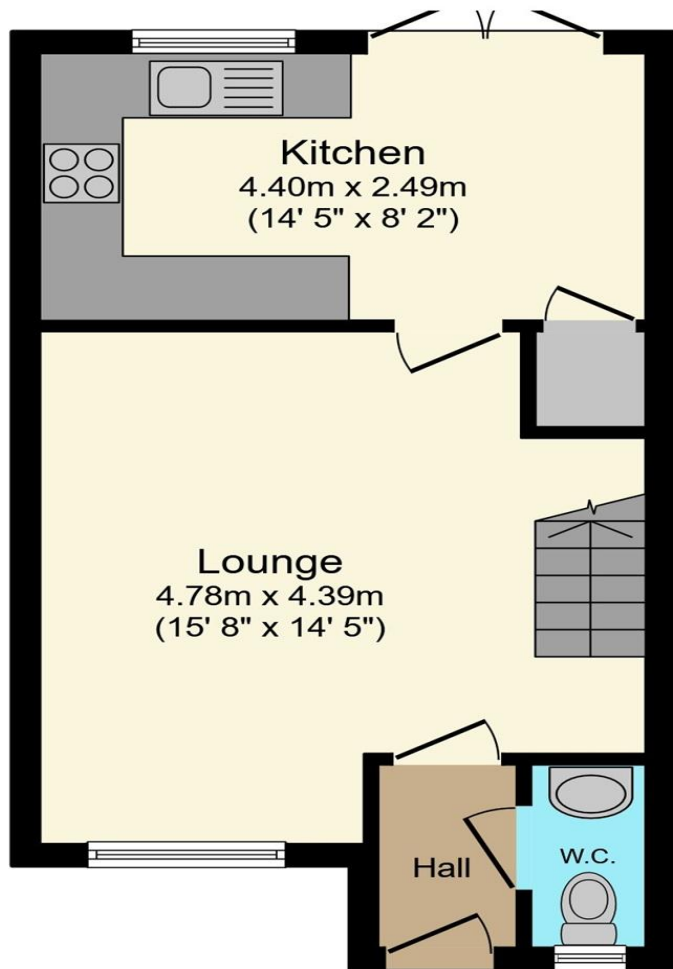 Kitchen
4.40m x 2.49m
(14' 5" x 8' 2")
Lounge
4.78m x 4.39m
(15' 8" x 14' 5")
Hall
W.C.